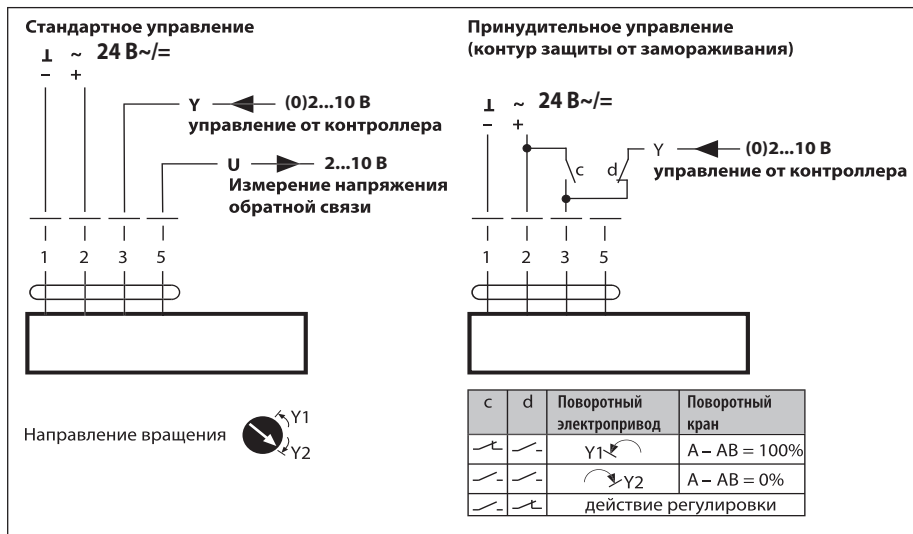 Стандартное управление
⊥ ~ 24 В~/=
– +
Y (0)2...10 В
управление от контроллера
U 2...10 В
Измерение напряжения
обратной связи
1 2 3 5
Направление вращения
Y1
Y2
Принудительное управление
(контур защиты от замораживания)
⊥ ~ 24 В~/=
– +
c d Y (0)2...10 В
управление от контроллера
1 2 3 5
c d Поворотный электропривод Поворотный кран
Y1 A – AB = 100%
Y2 A – AB = 0%
действие регулировки